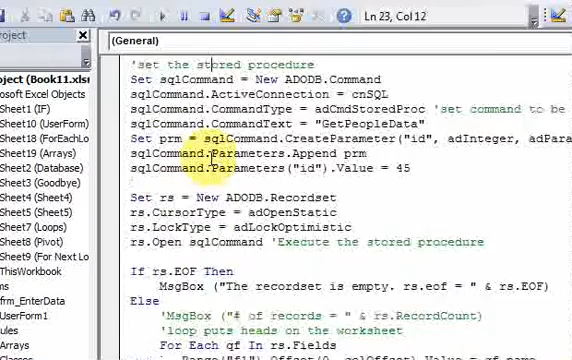 Ln 23, Col 12
roject
(General)
'set the stored procedure
oject (Book11.xlsm
Set sqlCommand = New ADODB.Command
osoft Excel Objects
sqlCommand.ActiveConnection = cnSQL
Sheet1 (IF)
sqlCommand.CommandType = adCmdStoredProc 'set command to be
Sheet10 (UserForm)
sqlCommand.CommandText = "GetPeopleData"
Sheet18 (ForEachLo
Set prm = sqlCommand.CreateParameter("id", adInteger, adPara
Sheet19 (Arrays)
sqlCommand.Parameters.Append prm
Sheet2 (Database)
sqlCommand.Parameters("id").Value = 45
Sheet3 (Goodbye)
Sheet4 (Sheet4)
Set rs = New ADODB.Recordset
Sheet5 (Sheet5)
rs.CursorType = adOpenStatic
Sheet7 (Loops)
rs.LockType = adLockOptimistic
Sheet8 (Pivot)
rs.Open sqlCommand 'Execute the stored procedure
Sheet9 (For Next Lo
ThisWorkbook
If rs.EOF Then
ms
MsgBox ("The recordset is empty. rs.eof = " & rs.EOF)
frm_EnterData
Else
UserForm1
'MsgBox ("# of records = " & rs.RecordCount)
ules
'loop puts heads on the worksheet
Arrays
For Each qf In rs.Fields
Classes